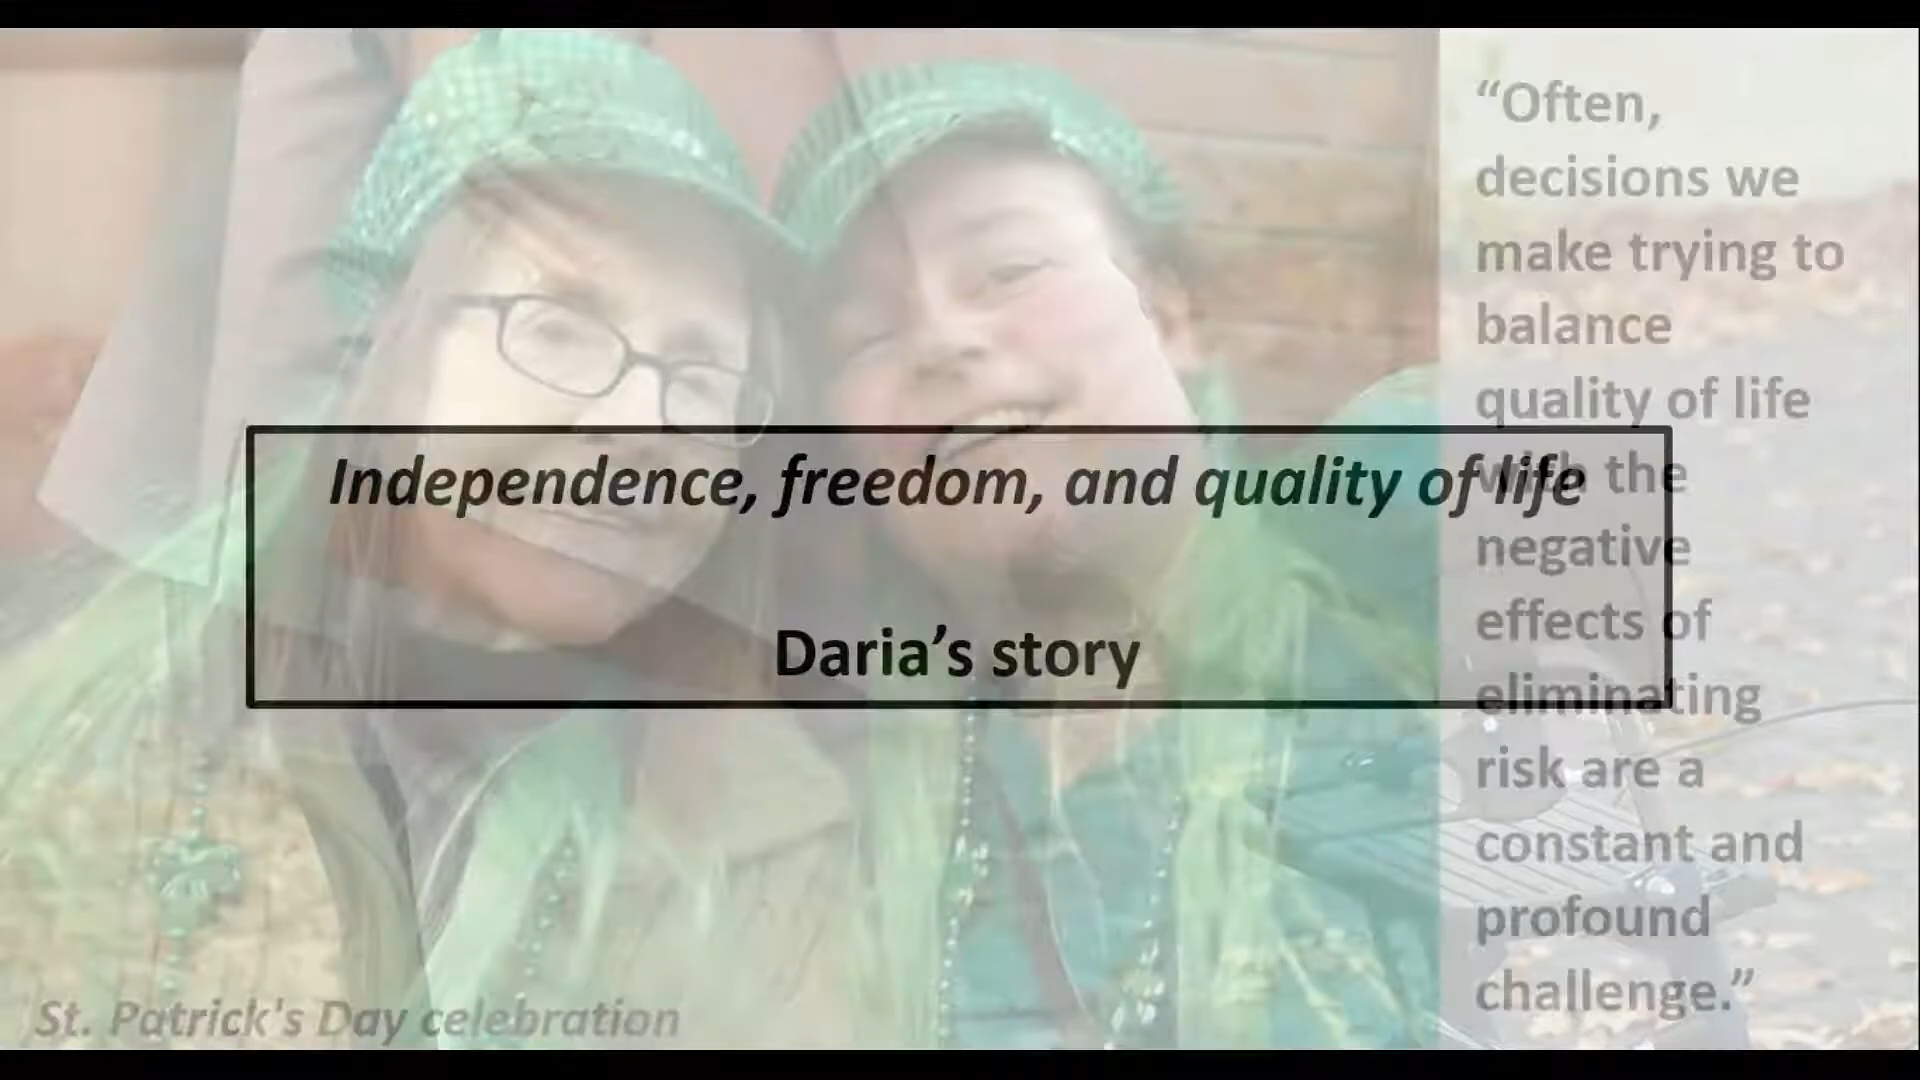 Independence, freedom, and quality of life
Daria's story
“Often,
decisions we
make trying to
balance
quality of life
with the
negative
effects of
eliminating
risk are a
constant and
profound
challenge.”
St. Patrick's Day celebration